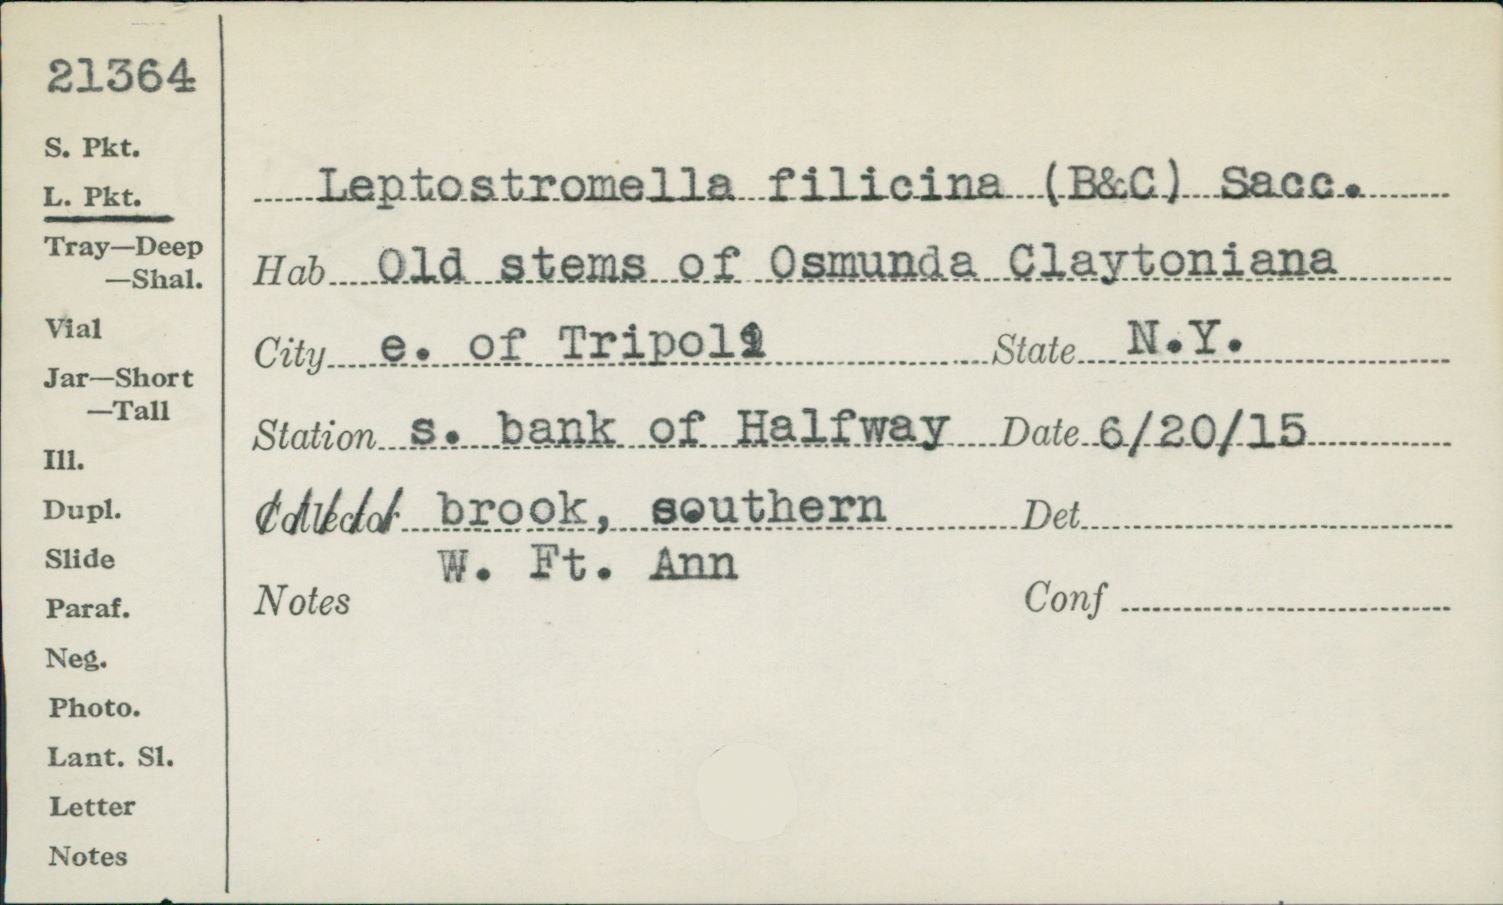 21364
S. Pkt.
L. Pkt.
Tray—Deep
—Shal.
Vial
Jar—Short
—Tall
Ill.
Dupl.
Slide
Paraf.
Neg.
Photo.
Lant. Sl.
Letter
Notes
Leptostromella filicina (B&C) Sacc.
Hab Old stems of Osmunda Claytoniana
City e. of Tripoli State N.Y.
Station s. bank of Halfway Date 6/20/15
Collector brook, southern Det
W. Ft. Ann
Notes Conf